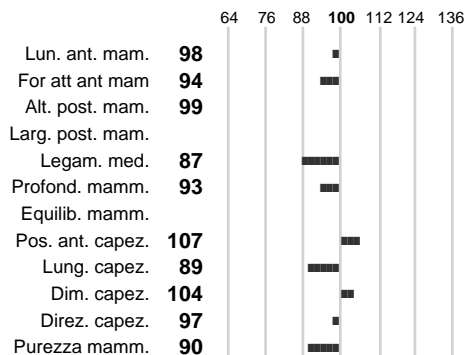 64 76 88 100 112 124 136
Lun. ant. mam. 98
For att ant mam 94
Alt. post. mam. 99
Larg. post. mam.
Legam. med. 87
Profond. mamm. 93
Equilib. mamm.
Pos. ant. capez. 107
Lung. capez. 89
Dim. capez. 104
Direz. capez. 97
Purezza mamm. 90